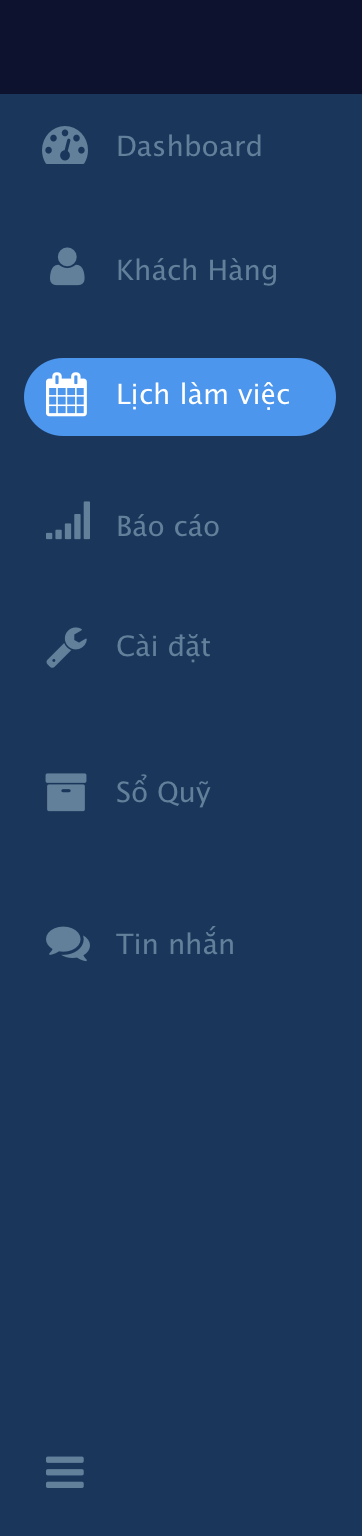 Dashboard
Khách Hàng
Lịch làm việc
Báo cáo
Cài đặt
Sổ Quỹ
Tin nhắn